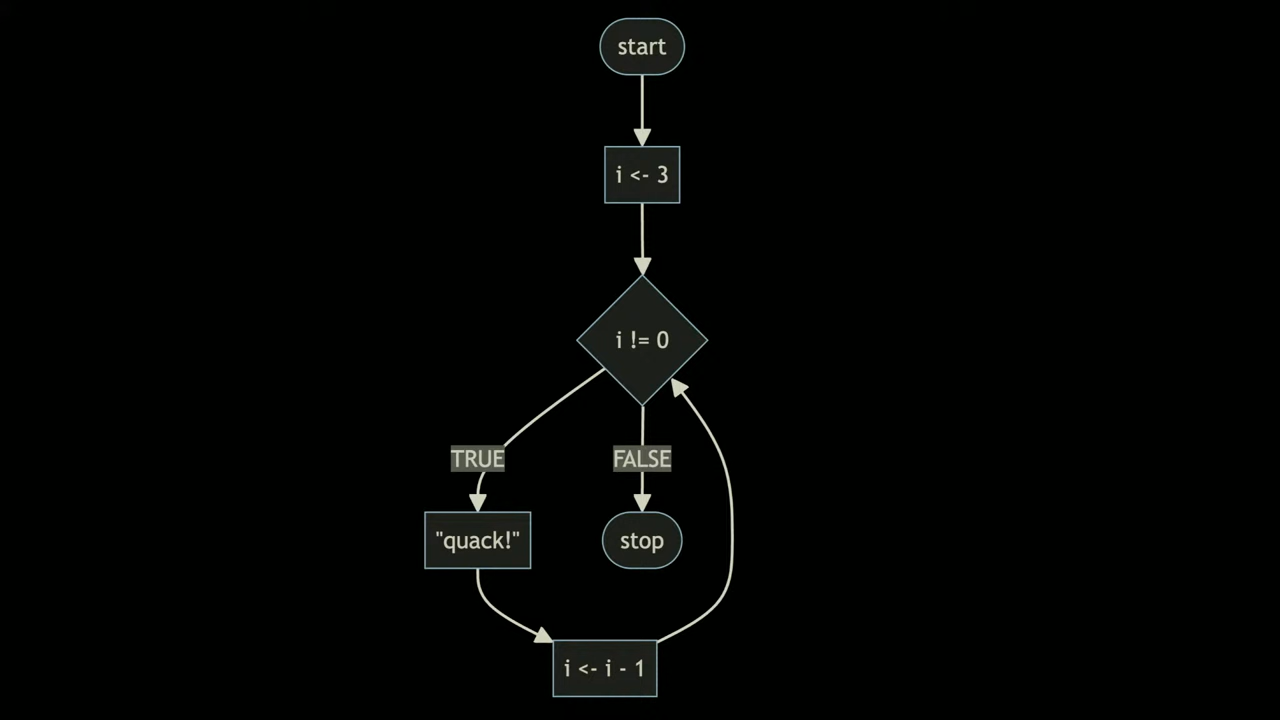 start
i <- 3
i != 0
TRUE
FALSE
"quack!"
stop
i <- i - 1